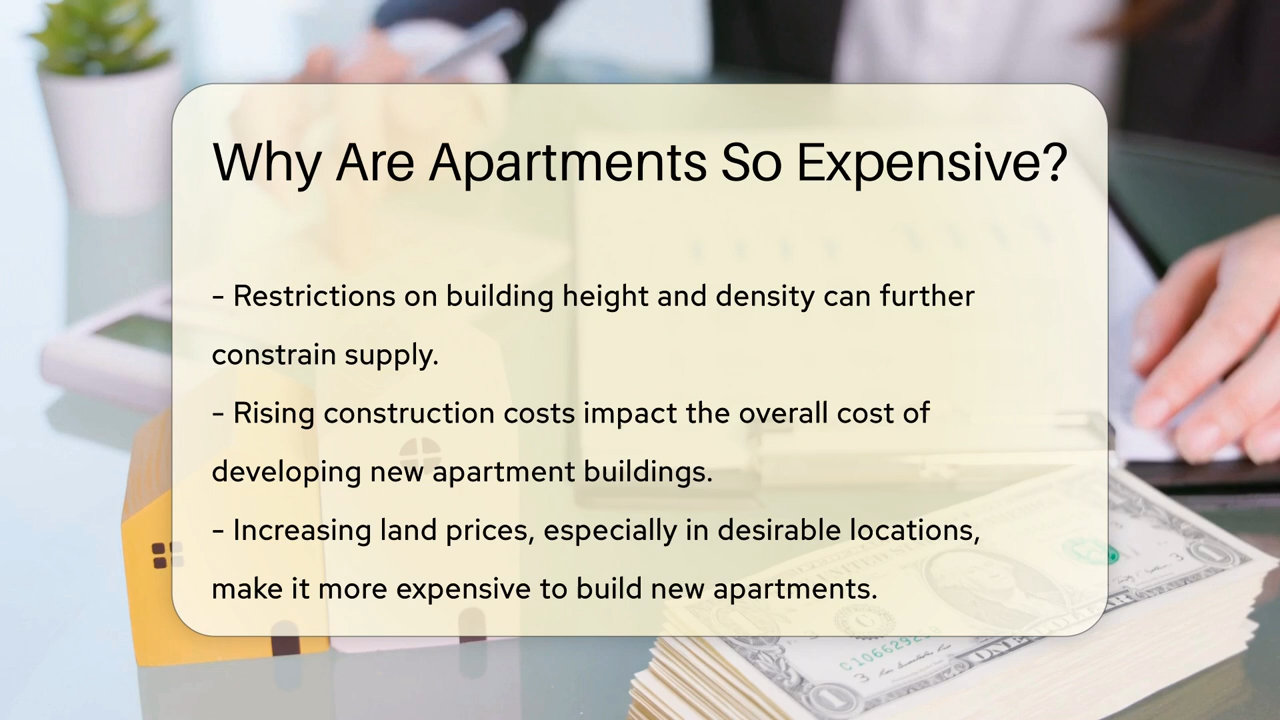 Why Are Apartments So Expensive?
– Restrictions on building height and density can further
constrain supply.
– Rising construction costs impact the overall cost of
developing new apartment buildings.
– Increasing land prices, especially in desirable locations,
make it more expensive to build new apartments.